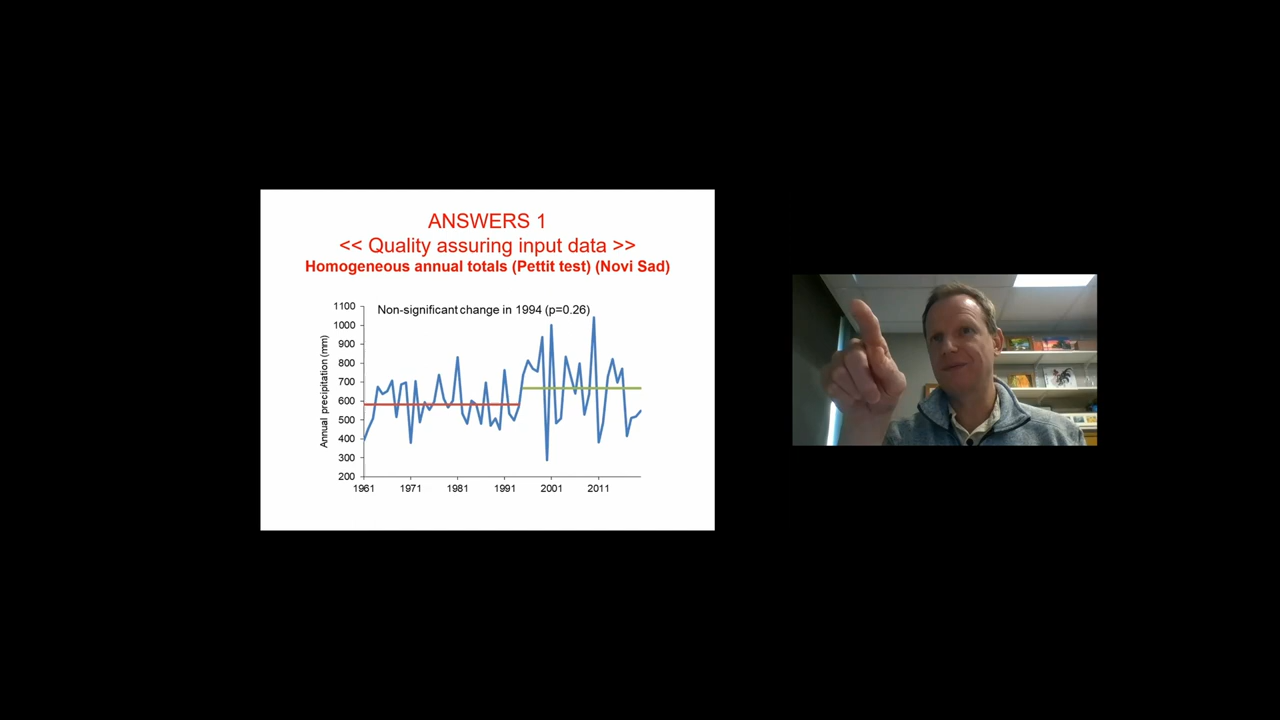 ANSWERS 1
<< Quality assuring input data >>
Homogeneous annual totals (Pettit test) (Novi Sad)
Non-significant change in 1994 (p=0.26)
Annual precipitation (mm)
1100
1000
900
800
700
600
500
400
300
200
1961 1971 1981 1991 2001 2011